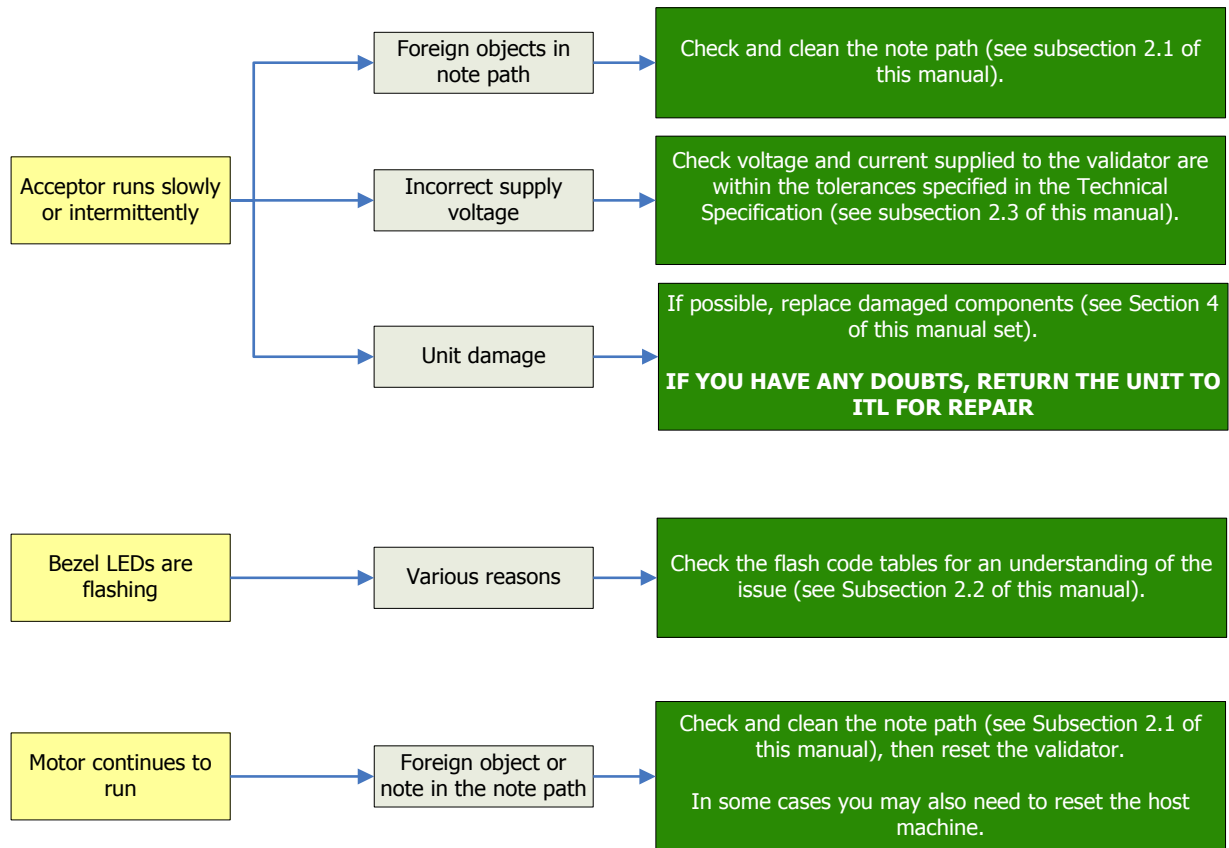 Foreign objects in
note path
Check and clean the note path (see subsection 2.1 of
this manual).
Acceptor runs slowly
or intermittently
Incorrect supply
voltage
Check voltage and current supplied to the validator are
within the tolerances specified in the Technical
Specification (see subsection 2.3 of this manual).
Unit damage
If possible, replace damaged components (see Section 4
of this manual set).
IF YOU HAVE ANY DOUBTS, RETURN THE UNIT TO
ITL FOR REPAIR
Bezel LEDs are
flashing
Various reasons
Check the flash code tables for an understanding of the
issue (see Subsection 2.2 of this manual).
Motor continues to
run
Foreign object or
note in the note path
Check and clean the note path (see Subsection 2.1 of
this manual), then reset the validator.
In some cases you may also need to reset the host
machine.